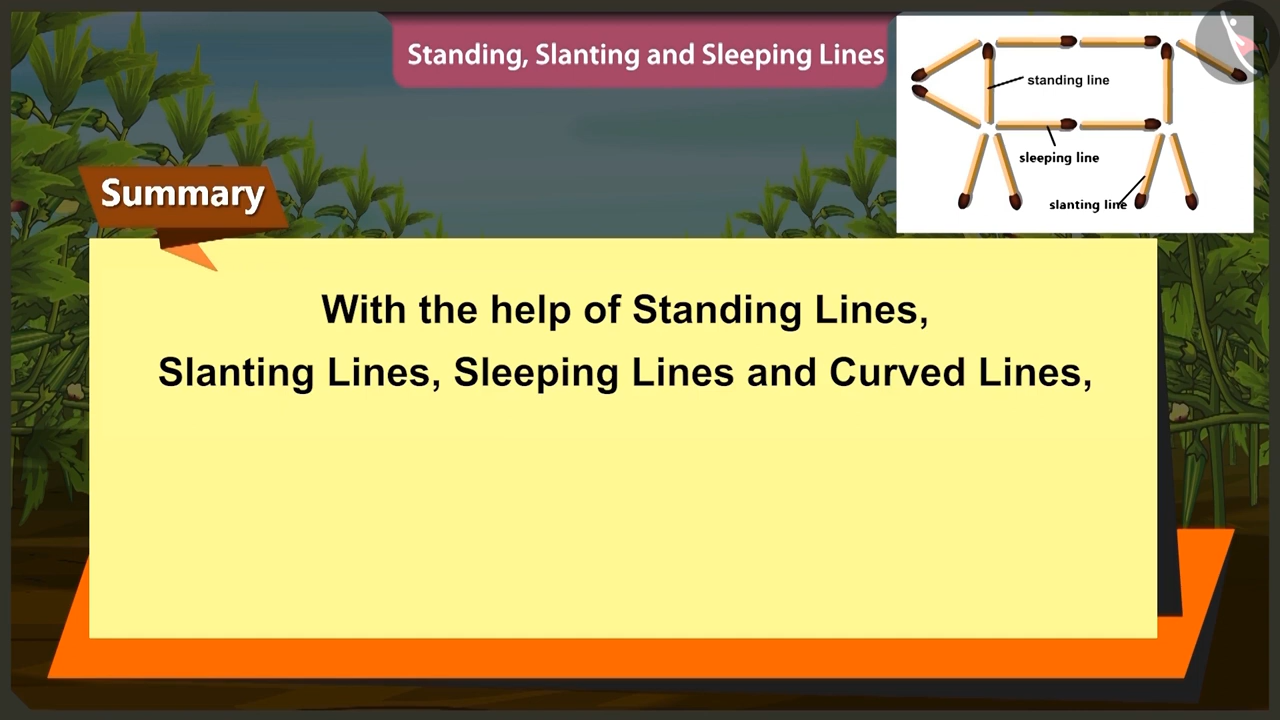 Standing, Slanting and Sleeping Lines
standing line
sleeping line
slanting line
Summary
With the help of Standing Lines,
Slanting Lines, Sleeping Lines and Curved Lines,